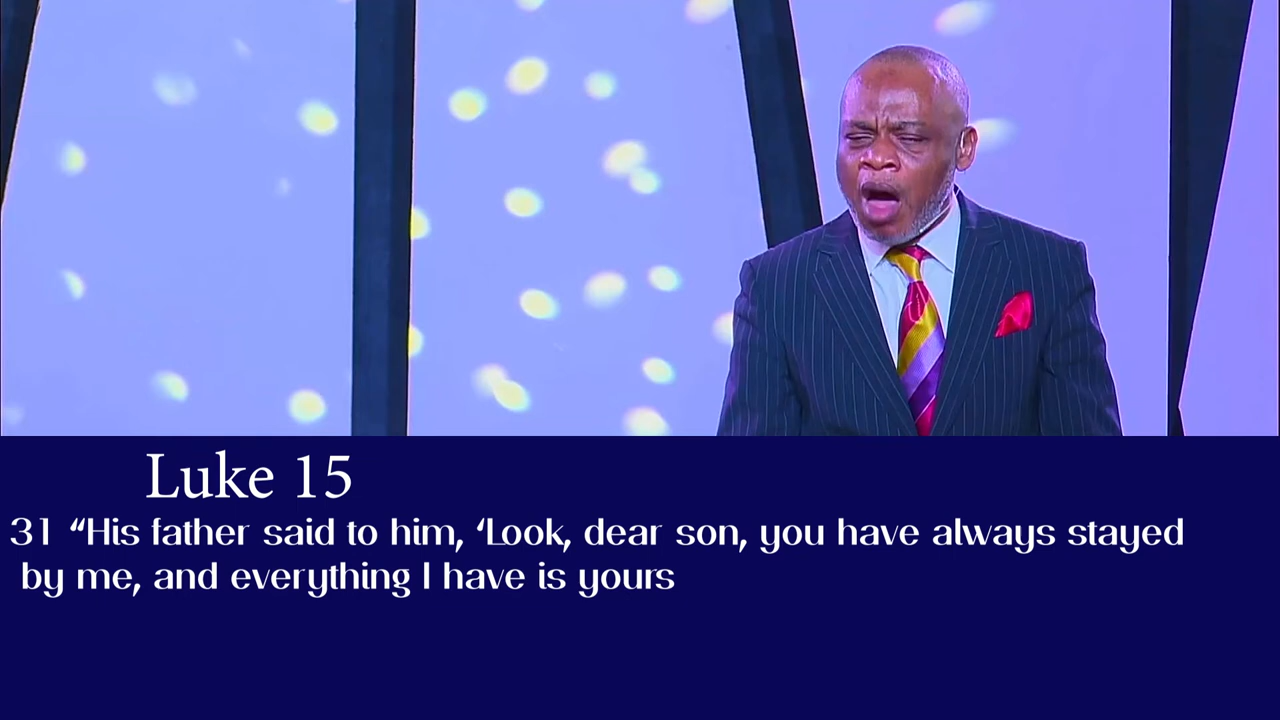 Luke 15
31 “His father said to him, ‘Look, dear son, you have always stayed
by me, and everything I have is yours